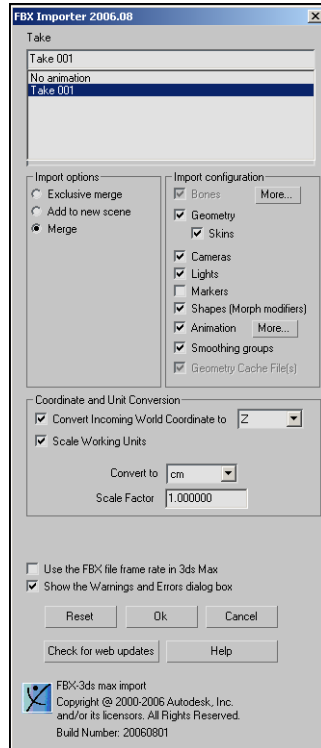 FBX Importer 2006.08
Take
Take 001
No animation
Take 001
Import options
Exclusive merge
Add to new scene
Merge
Import configuration
Bones
More...
Geometry
Skins
Cameras
Lights
Markers
Shapes (Morph modifiers)
Animation
More...
Smoothing groups
Geometry Cache File(s)
Coordinate and Unit Conversion
Convert Incoming World Coordinate to
Z
Scale Working Units
Convert to
cm
Scale Factor
1.000000
Use the FBX file frame rate in 3ds Max
Show the Warnings and Errors dialog box
Reset
Ok
Cancel
Check for web updates
Help
FBX-3ds max import
Copyright @ 2000-2006 Autodesk, Inc.
and/or its licensors. All Rights Reserved.
Build Number: 20060801